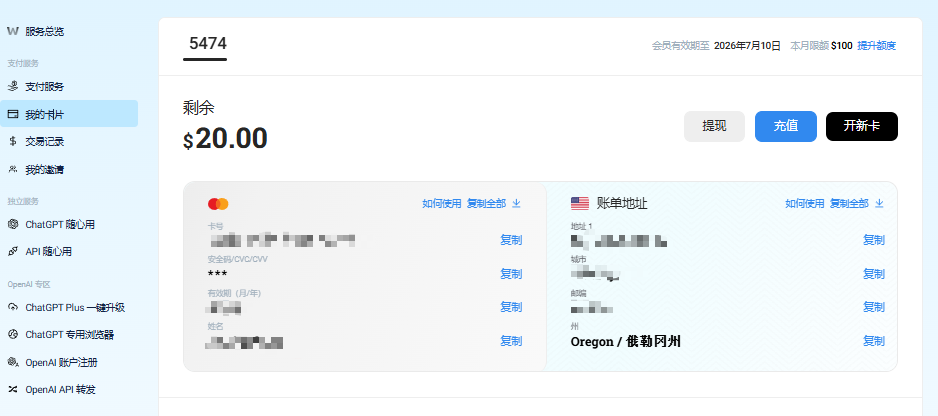 W 服务总览
支付服务
支付服务
我的卡片
交易记录
我的邀请
独立服务
ChatGPT 随心用
API 随心用
OpenAI 专区
ChatGPT Plus 一键升级
ChatGPT 专用浏览器
OpenAI 账户注册
OpenAI API 转发
5474
会员有效期至 2026年7月10日 本月限额 $100 提升额度
剩余
$20.00
提现
充值
开新卡
如何使用 复制全部
卡号
复制
安全码/CVC/CVV
*** 复制
有效期（月/年）
复制
姓名
复制
账单地址 如何使用 复制全部
地址 1
复制
城市
复制
邮编
复制
州
Oregon / 俄勒冈州 复制